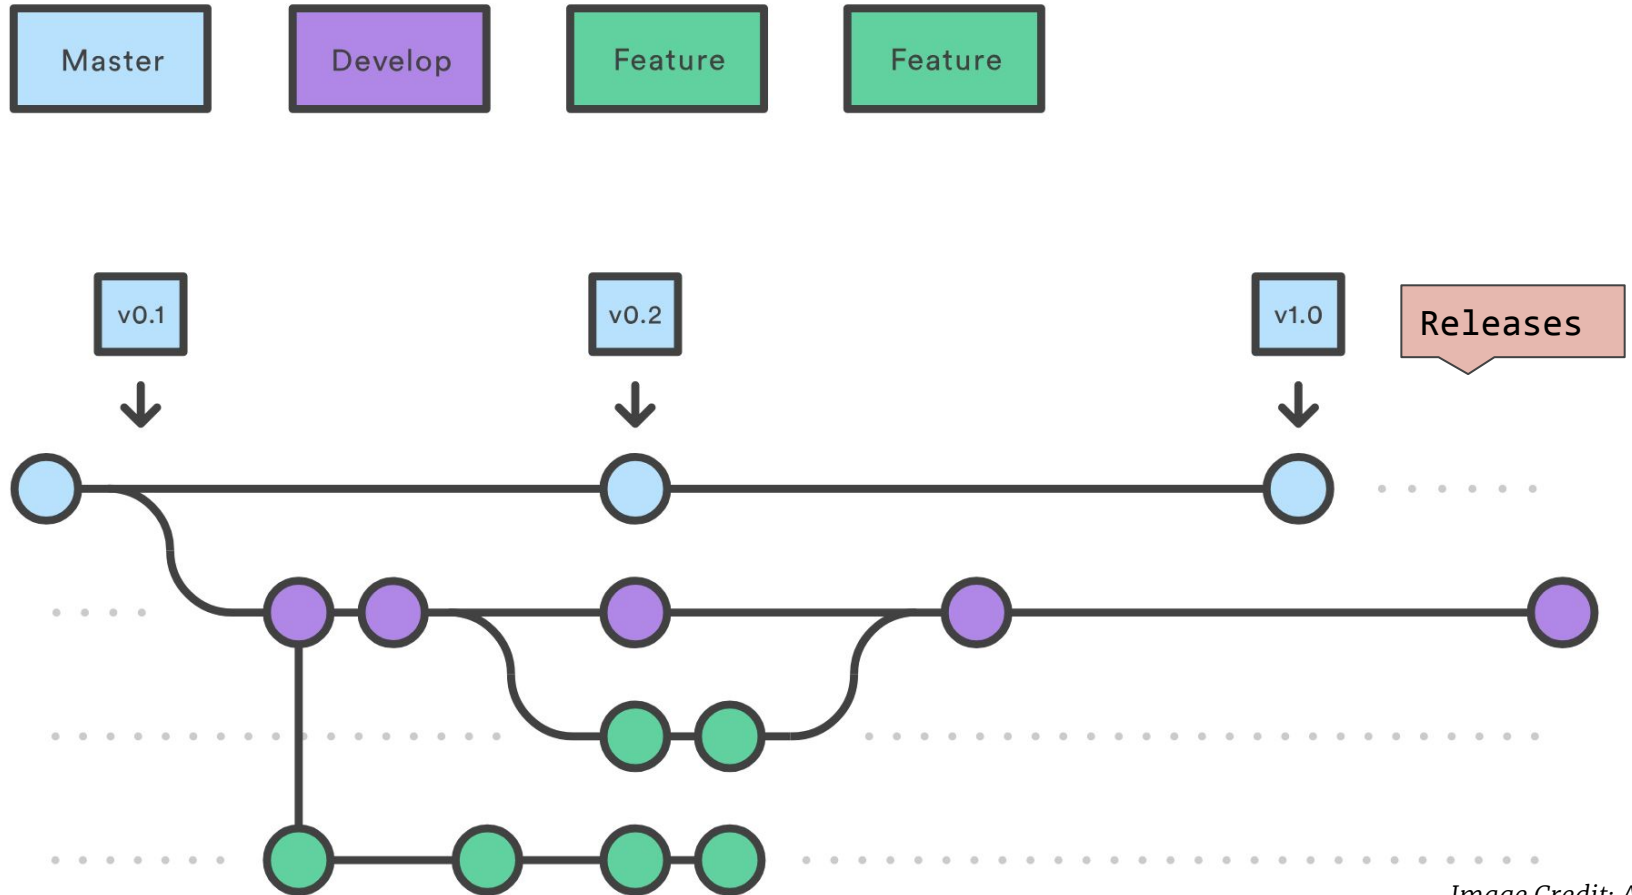 Master
Develop
Feature
Feature
v0.1
v0.2
v1.0
Releases
Image Credit: